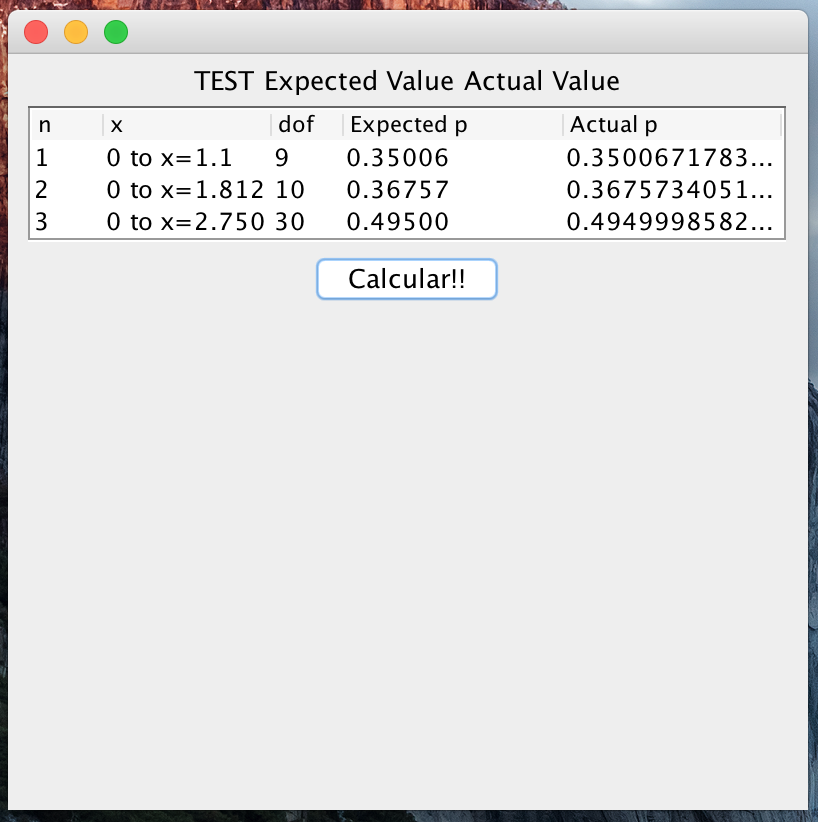 TEST Expected Value Actual Value
n x dof Expected p Actual p
1 0 to x=1.1 9 0.35006 0.3500671783...
2 0 to x=1.812 10 0.36757 0.3675734051...
3 0 to x=2.750 30 0.49500 0.4949998582...
Calcular!!